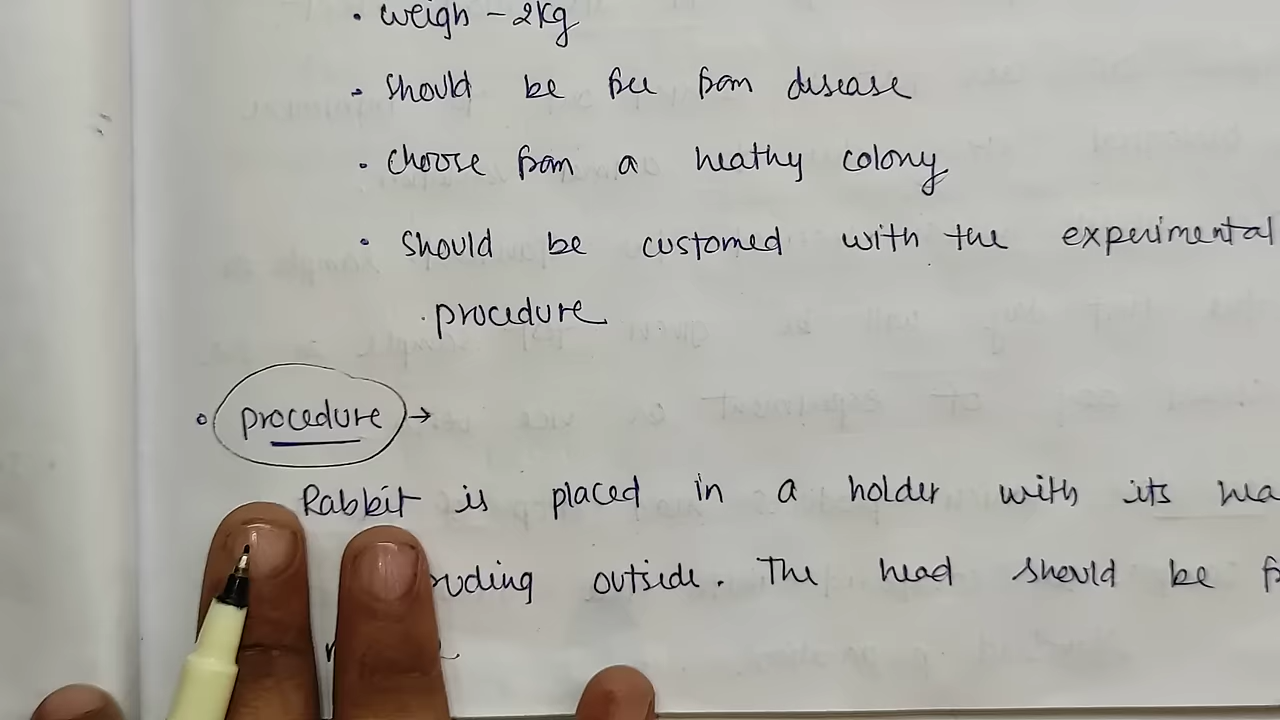 • weigh - 2kg
• should be free from disease
• choose from a heathy colony
• should be customed with the experimental
procedure
• procedure →
Rabbit is placed in a holder with its
outside. The head should be